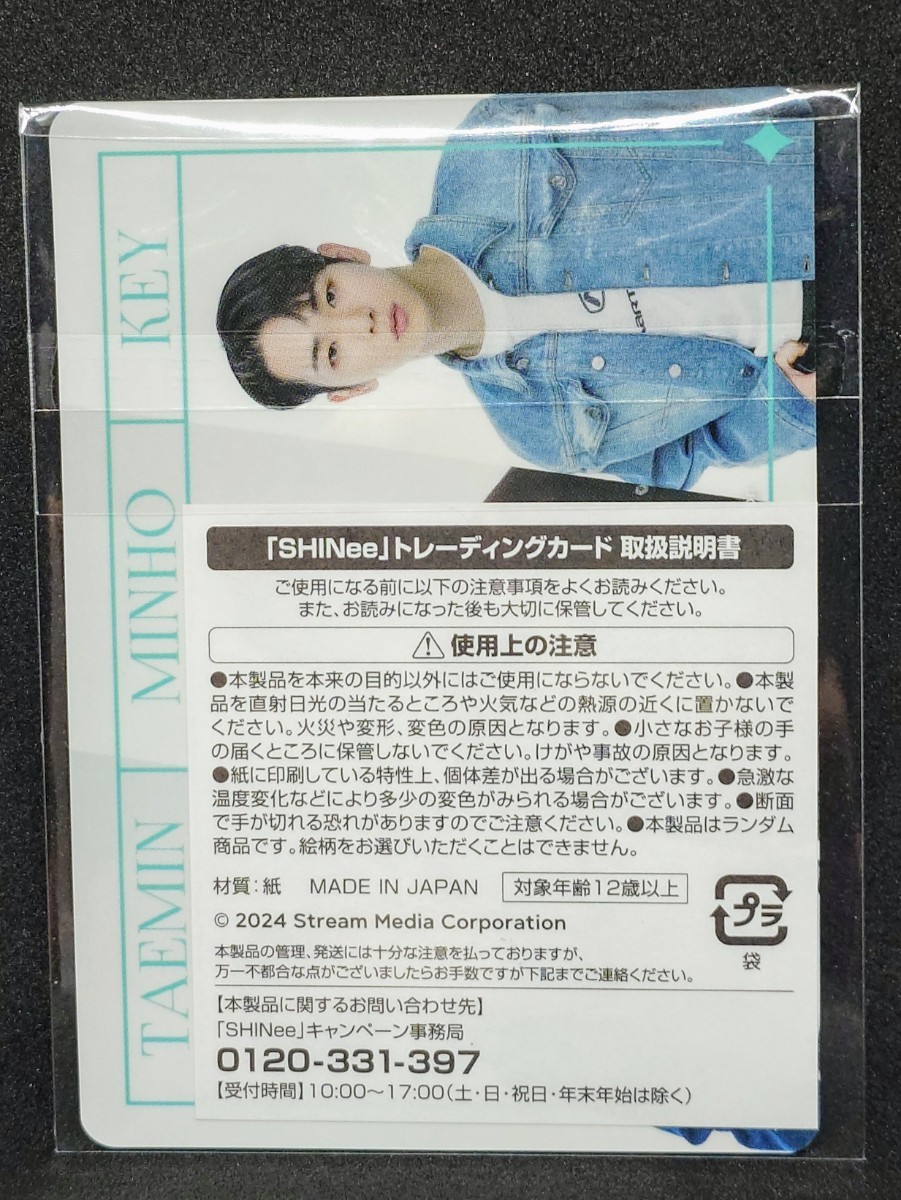 KEY
MINHO
TAEMIN
「SHINee」トレーディングカード 取扱説明書
ご使用になる前に以下の注意事項をよくお読みください。
また、お読みになった後も大切に保管してください。
使用上の注意
●本製品を本来の目的以外にはご使用にならないでください。●本製
品を直射日光の当たるところや火気などの熱源の近くに置かないで
ください。火災や変形、変色の原因となります。●小さなお子様の手
の届くところに保管しないでください。けがや事故の原因となります。
●紙に印刷している特性上、個体差が出る場合がございます。●急激な
温度変化などにより多少の変色がみられる場合がございます。●断面
で手が切れる恐れがありますのでご注意ください。●本製品はランダム
商品です。絵柄をお選びいただくことはできません。
材質:紙 MADE IN JAPAN 対象年齢12歳以上
© 2024 Stream Media Corporation
プラ
袋
本製品の管理、発送には十分な注意を払っておりますが、
万一不都合な点がございましたらお手数ですが下記までご連絡ください。
【本製品に関するお問い合わせ先】
「SHINee」キャンペーン事務局
0120-331-397
【受付時間】10:00〜17:00(土・日・祝日・年末年始は除く)